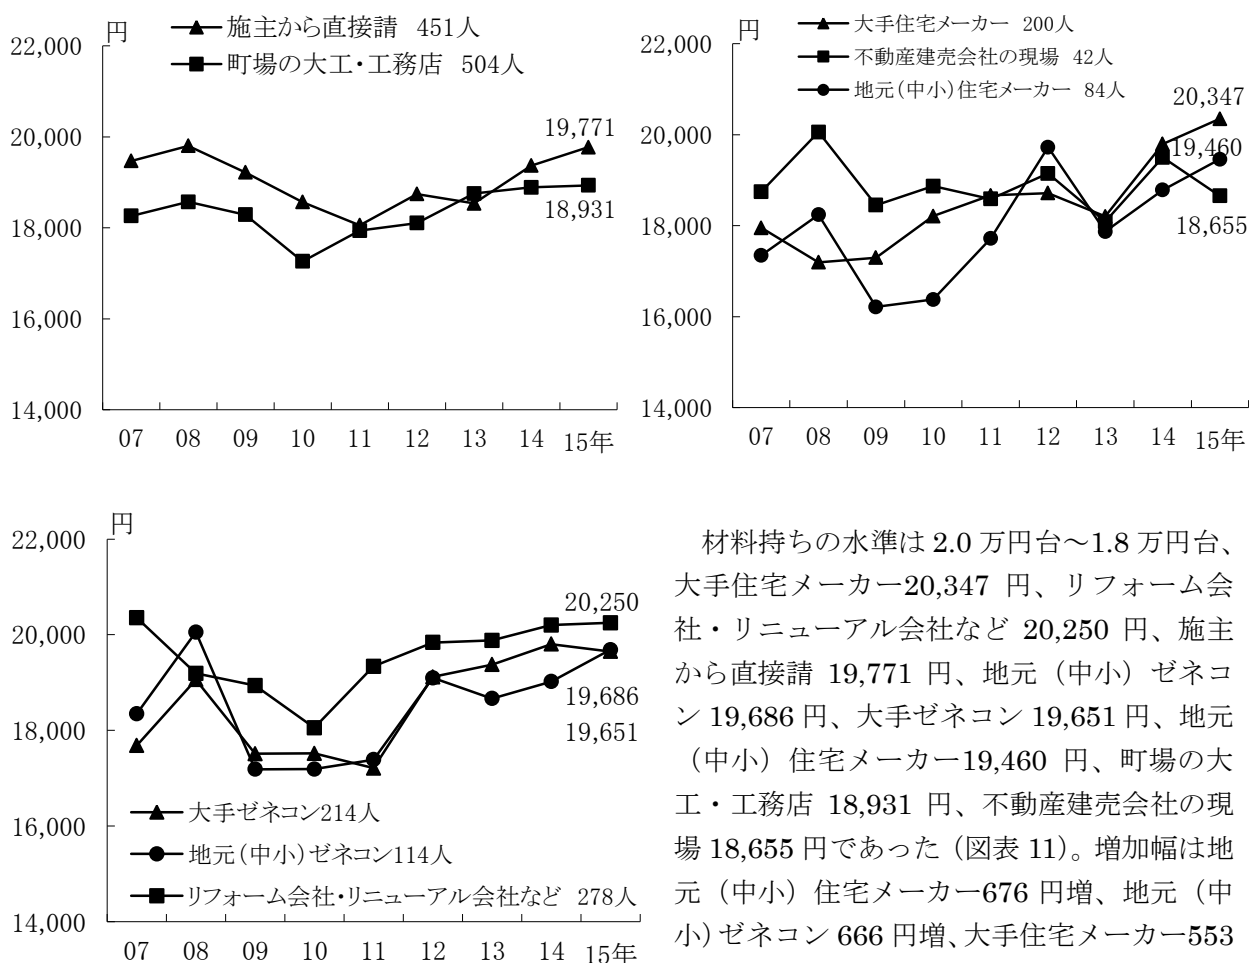 円
施主から直接請 451人
町場の大工・工務店 504人
22,000
20,000
18,000
16,000
14,000
19,771
18,931
07 08 09 10 11 12 13 14 15年
円
大手住宅メーカー 200人
不動産建売会社の現場 42人
地元(中小)住宅メーカー 84人
22,000
20,000
18,000
16,000
14,000
20,347
19,460
18,655
07 08 09 10 11 12 13 14 15年
円
22,000
20,000
18,000
16,000
14,000
20,250
19,686
19,651
大手ゼネコン214人
地元(中小)ゼネコン114人
リフォーム会社・リニューアル会社など 278人
07 08 09 10 11 12 13 14 15年
材料持ちの水準は 2.0 万円台～1.8 万円台、
大手住宅メーカー20,347 円、リフォーム会
社・リニューアル会社など 20,250 円、施主
から直接請 19,771 円、地元（中小）ゼネコ
ン 19,686 円、大手ゼネコン 19,651 円、地元
（中小）住宅メーカー19,460 円、町場の大
工・工務店 18,931 円、不動産建売会社の現
場 18,655 円であった（図表 11）。増加幅は地
元（中小）住宅メーカー676 円増、地元（中
小）ゼネコン 666 円増、大手住宅メーカー553